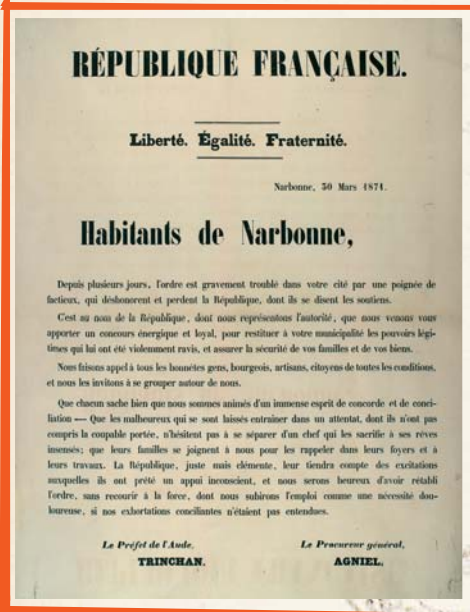 RÉPUBLIQUE FRANÇAISE.
Liberté. Égalité. Fraternité.
Narbonne, 30 Mars 1871.
Habitants de Narbonne,
Depuis plusieurs jours, l'ordre est gravement troublé dans votre cité par une poignée de
factieux, qui déshonorent et perdent la République, dont ils se disent les soutiens.
C'est au nom de la République, dont nous représentons l'autorité, que nous venons vous
apporter un concours énergique et loyal, pour restituer à votre municipalité les pouvoirs légi-
times qui lui ont été violemment ravis, et assurer la sécurité de vos familles et de vos biens.
Nous faisons appel à tous les honnêtes gens, bourgeois, artisans, citoyens de toutes les conditions,
et nous les invitons à se grouper autour de nous.
Que chacun sache bien que nous sommes animés d'un immense esprit de concorde et de conci-
liation — Que les malheureux qui se sont laissés entrainer dans un attentat, dont ils n'ont pas
compris la coupable portée, n'hésitent pas à se séparer d'un chef qui les sacrifie à ses rêves
insensés; que leurs familles se joignent à nous pour les rappeler dans leurs foyers et à
leurs travaux. La République, juste mais clémente, leur tiendra compte des excitations
auxquelles ils ont prêté un appui inconscient, et nous serons heureux d'avoir rétabli
l'ordre, sans recourir à la force, dont nous subirons l'emploi comme une nécessité dou-
loureuse, si nos exhortations conciliantes n'étaient pas entendues.
Le Préfet de l'Aude,
TRINCHAN.
Le Procureur général,
AGNIEL.